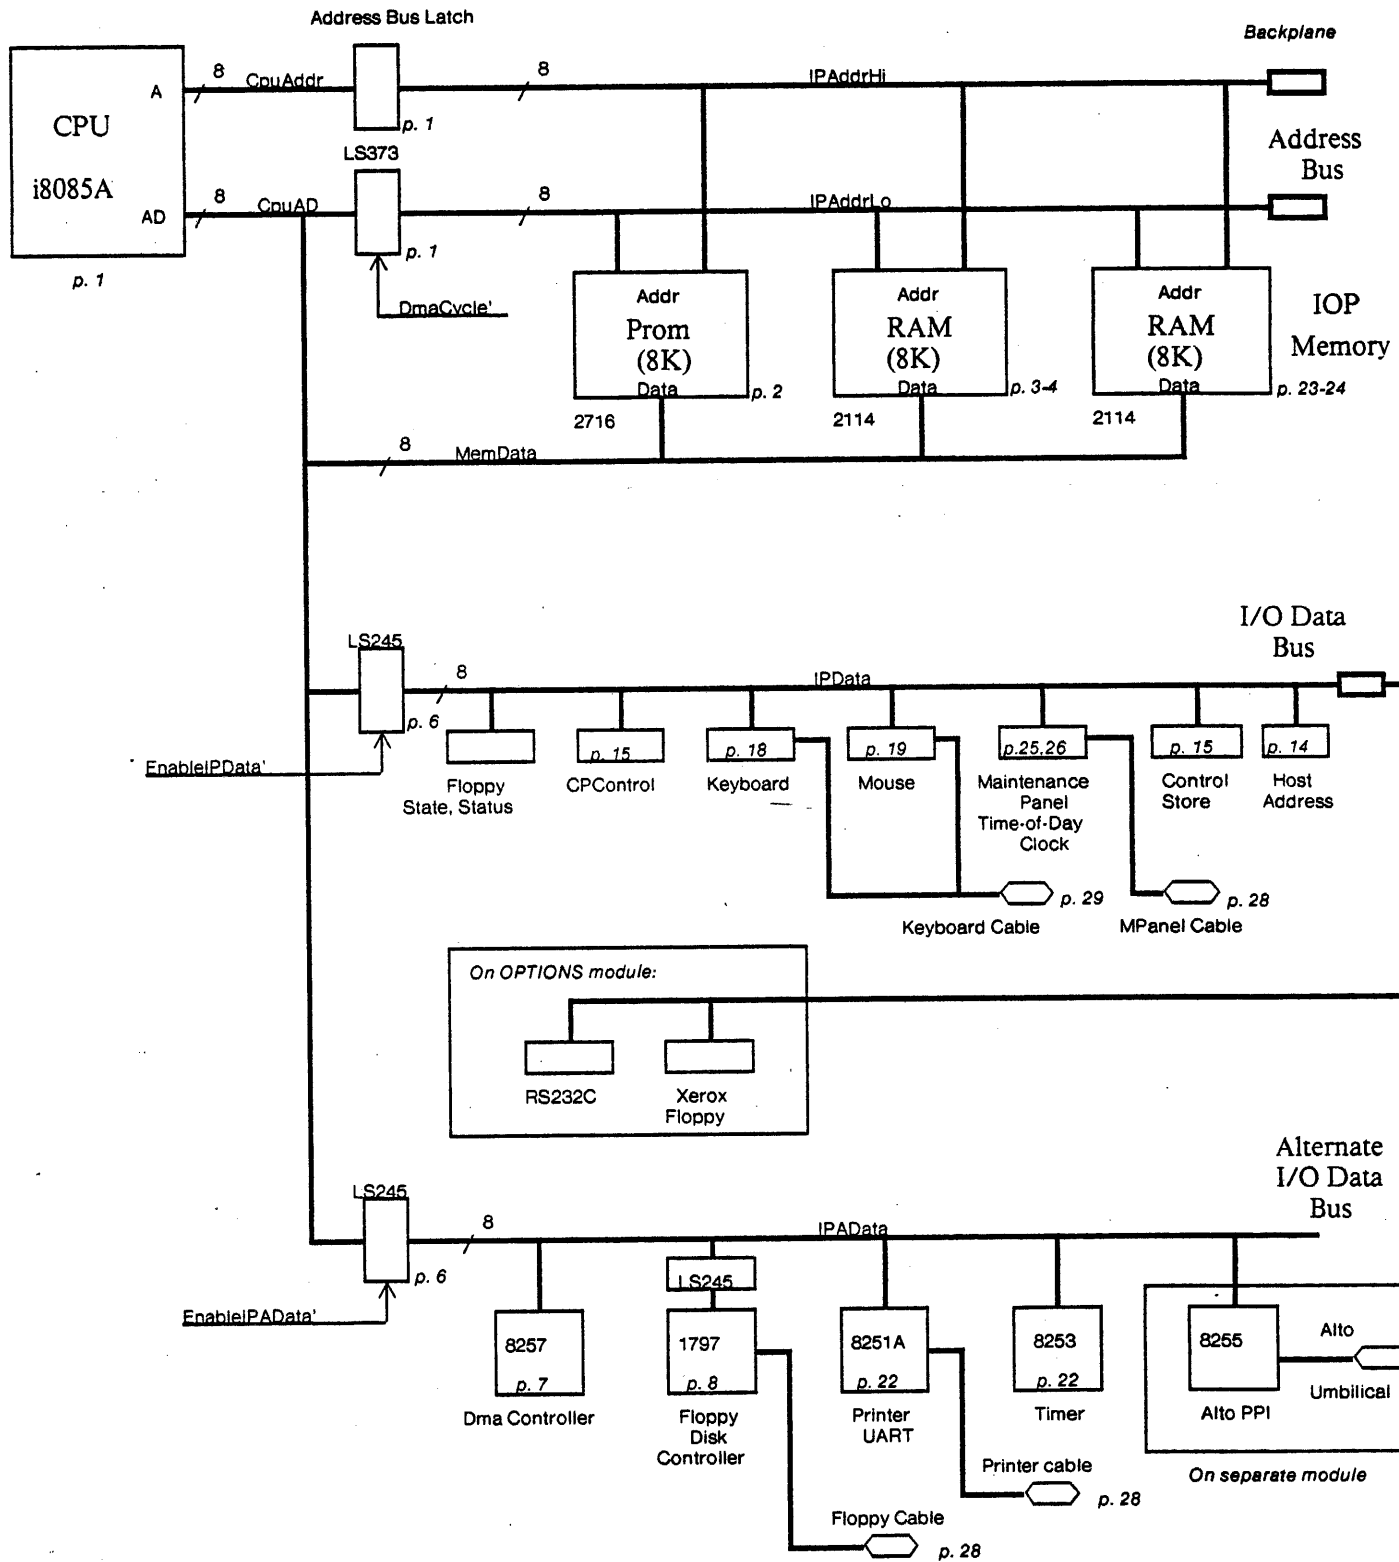 Address Bus Latch
Backplane
A
8
CpuAddr
8
IPAddrHi
CPU
i8085A
p. 1
LS373
Address
Bus
AD
8
CpuAD
8
IPAddrLo
p. 1
p. 1
DmaCycle'
Addr
Prom
(8K)
Data
p. 2
2716
Addr
RAM
(8K)
Data
p. 3-4
2114
Addr
RAM
(8K)
Data
p. 23-24
2114
IOP
Memory
8
MemData
I/O Data
Bus
LS245
8
IPData
p. 6
EnableIPData'
Floppy
State, Status
p. 15
CPControl
p. 18
Keyboard
p. 19
Mouse
p.25,26
Maintenance
Panel
Time-of-Day
Clock
p. 15
Control
Store
p. 14
Host
Address
p. 29
Keyboard Cable
p. 28
MPanel Cable
On OPTIONS module:
RS232C
Xerox
Floppy
Alternate
I/O Data
Bus
LS245
8
IPAData
p. 6
EnableIPAData'
LS245
8257
p. 7
Dma Controller
1797
p. 8
Floppy
Disk
Controller
8251A
p. 22
Printer
UART
8253
p. 22
Timer
8255
Alto PPI
Alto
Umbilical
On separate module
Printer cable
p. 28
Floppy Cable
p. 28